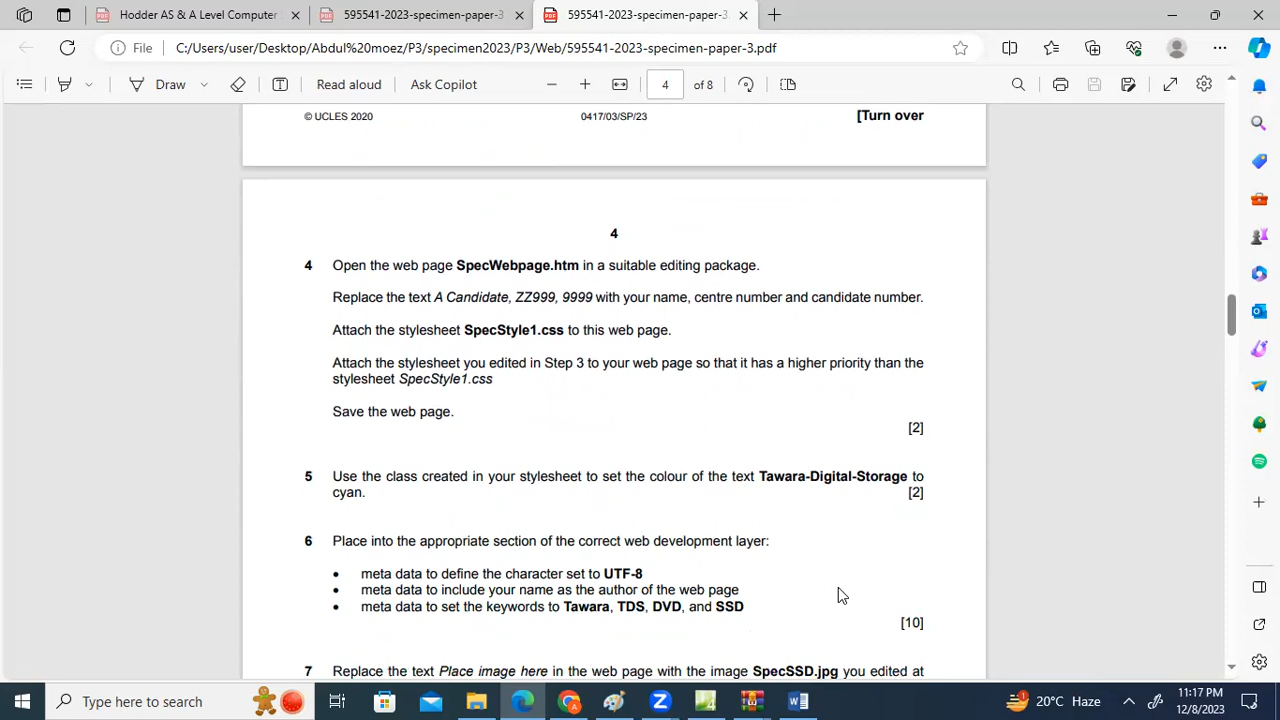 Hodder AS & A Level Computer
595541-2023-specimen-paper-3
595541-2023-specimen-paper-3.
File
C:/Users/user/Desktop/Abdul%20moez/P3/specimen2023/P3/Web/595541-2023-specimen-paper-3.pdf
Draw
Read aloud
Ask Copilot
4
of 8
© UCLES 2020
0417/03/SP/23
[Turn over
4
4 Open the web page SpecWebpage.htm in a suitable editing package.
Replace the text A Candidate, ZZ999, 9999 with your name, centre number and candidate number.
Attach the stylesheet SpecStyle1.css to this web page.
Attach the stylesheet you edited in Step 3 to your web page so that it has a higher priority than the
stylesheet SpecStyle1.css
Save the web page.
[2]
5 Use the class created in your stylesheet to set the colour of the text Tawara-Digital-Storage to
cyan. [2]
6 Place into the appropriate section of the correct web development layer:
• meta data to define the character set to UTF-8
• meta data to include your name as the author of the web page
• meta data to set the keywords to Tawara, TDS, DVD, and SSD
[10]
7 Replace the text Place image here in the web page with the image SpecSSD.jpg you edited at
Type here to search
20°C Haze
11:17 PM
12/8/2023